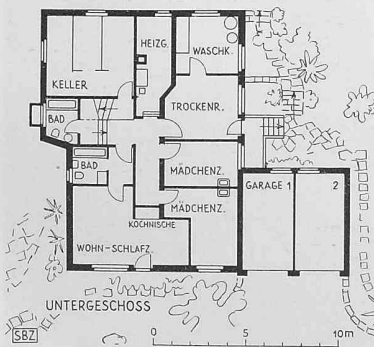 HEIZG.
WASCHK.
KELLER
TROCKENR.
BAD
BAD
MÄDCHENZ.
GARAGE 1
2
MÄDCHENZ.
KOCHNISCHE
WOHN-SCHLAFZ.
UNTERGESCHOSS
SBZ
0 5 10m